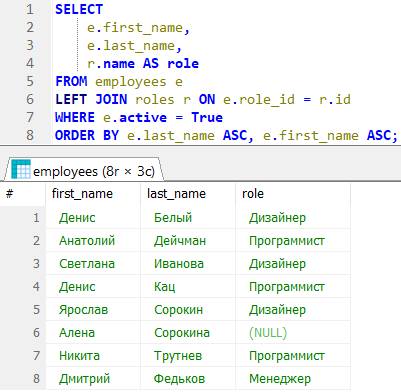 1 SELECT
2 e.first_name,
3 e.last_name,
4 r.name AS role
5 FROM employees e
6 LEFT JOIN roles r ON e.role_id = r.id
7 WHERE e.active = True
8 ORDER BY e.last_name ASC, e.first_name ASC;
employees (8r × 3c)
# first_name last_name role
1 Денис Белый Дизайнер
2 Анатолий Дейчман Программист
3 Светлана Иванова Дизайнер
4 Денис Кац Программист
5 Ярослав Сорокин Дизайнер
6 Алена Сорокина (NULL)
7 Никита Трутнев Программист
8 Дмитрий Федьков Менеджер